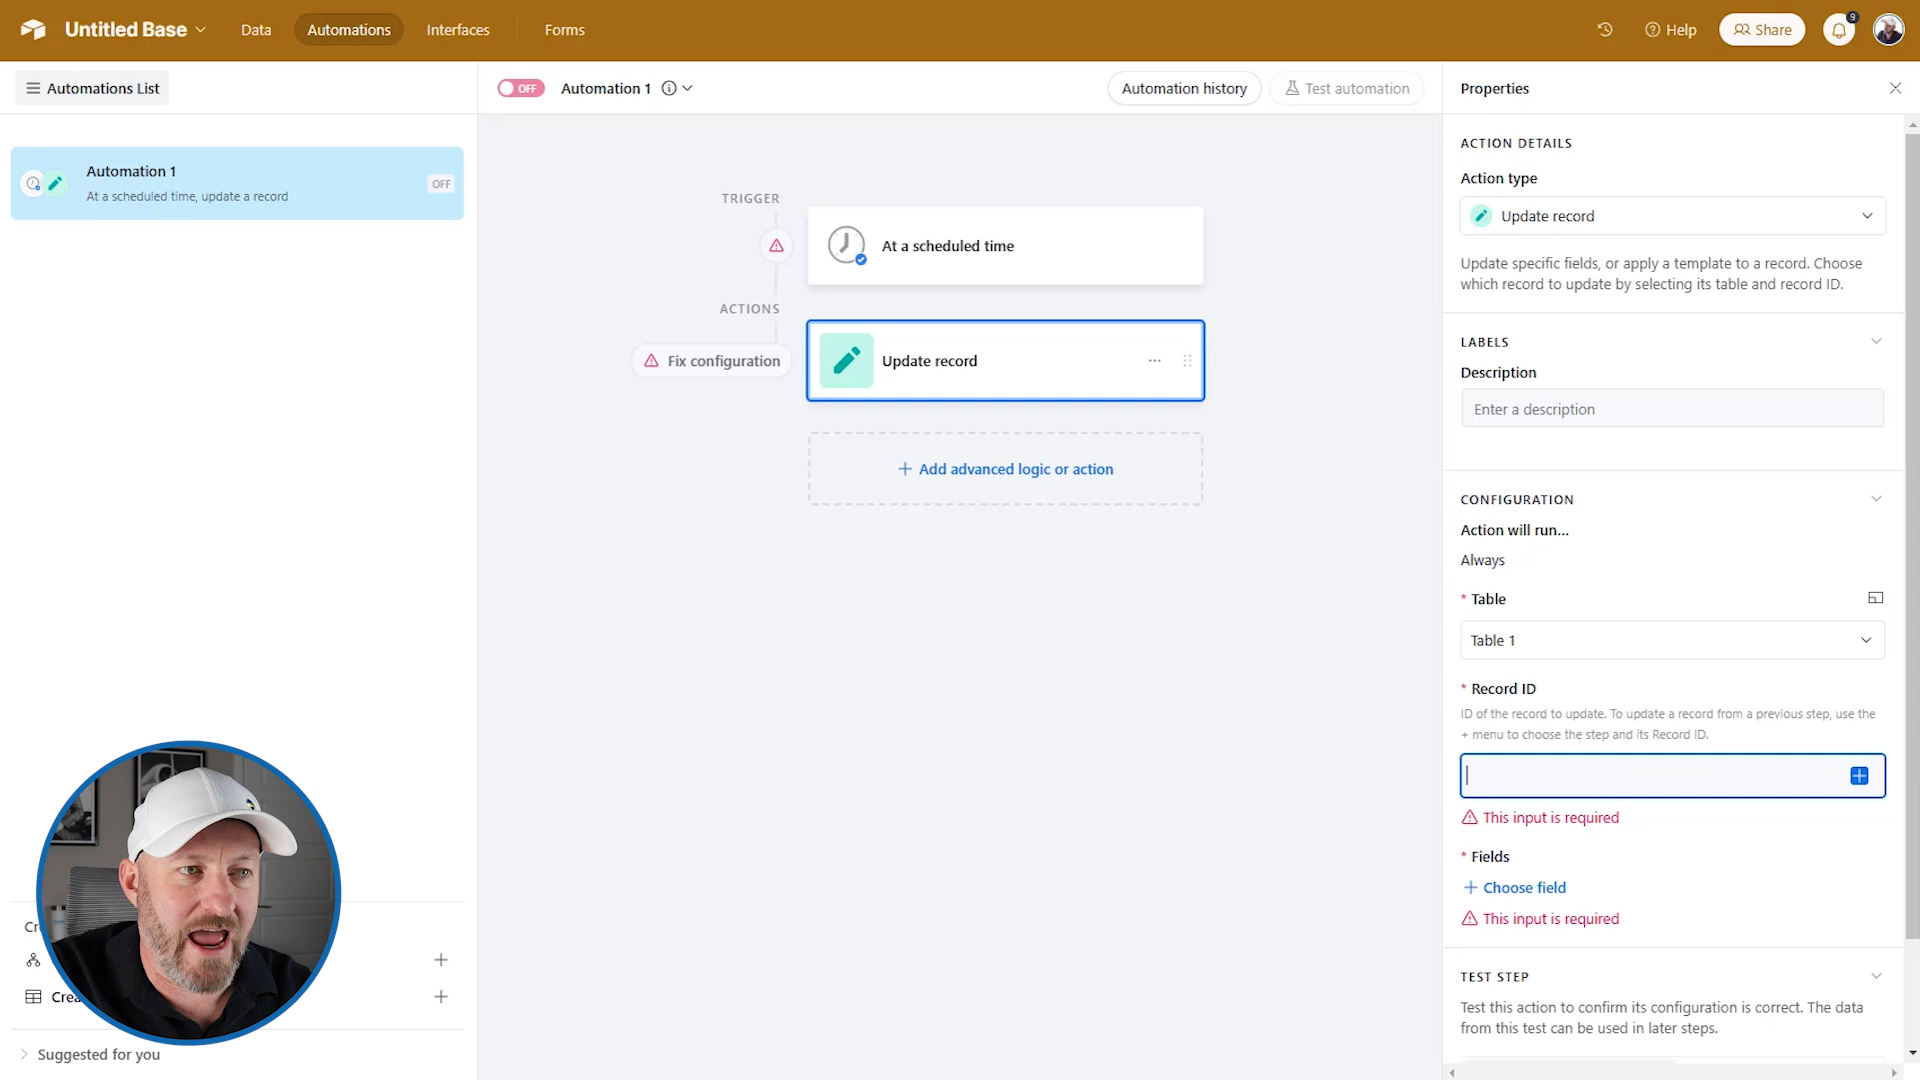 Untitled Base
Data
Automations
Interfaces
Forms
Help
Share
9
Automations List
OFF
Automation 1
Automation history
Test automation
Properties
Automation 1
At a scheduled time, update a record
OFF
TRIGGER
At a scheduled time
ACTIONS
Fix configuration
Update record
Add advanced logic or action
ACTION DETAILS
Action type
Update record
Update specific fields, or apply a template to a record. Choose
which record to update by selecting its table and record ID.
LABELS
Description
Enter a description
CONFIGURATION
Action will run...
Always
* Table
Table 1
* Record ID
ID of the record to update. To update a record from a previous step, use the
+ menu to choose the step and its Record ID.
This input is required
* Fields
+ Choose field
This input is required
TEST STEP
Test this action to confirm its configuration is correct. The data
from this test can be used in later steps.
Suggested for you